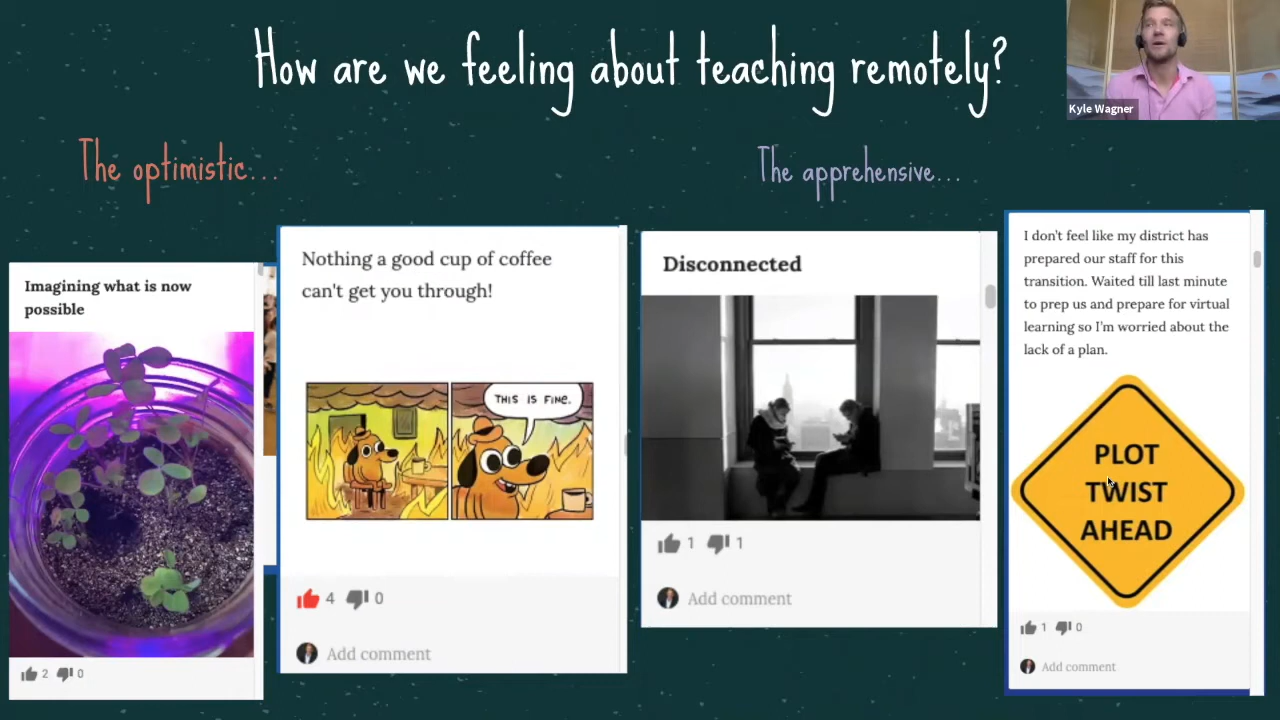 How are we feeling about teaching remotely?
Kyle Wagner
The optimistic...
The apprehensive...
Imagining what is now
possible
2 0
Nothing a good cup of coffee
can't get you through!
THIS IS FINE.
4 0
Add comment
Disconnected
1 1
Add comment
I don't feel like my district has
prepared our staff for this
transition. Waited till last minute
to prep us and prepare for virtual
learning so I'm worried about the
lack of a plan.
PLOT
TWIST
AHEAD
1 0
Add comment